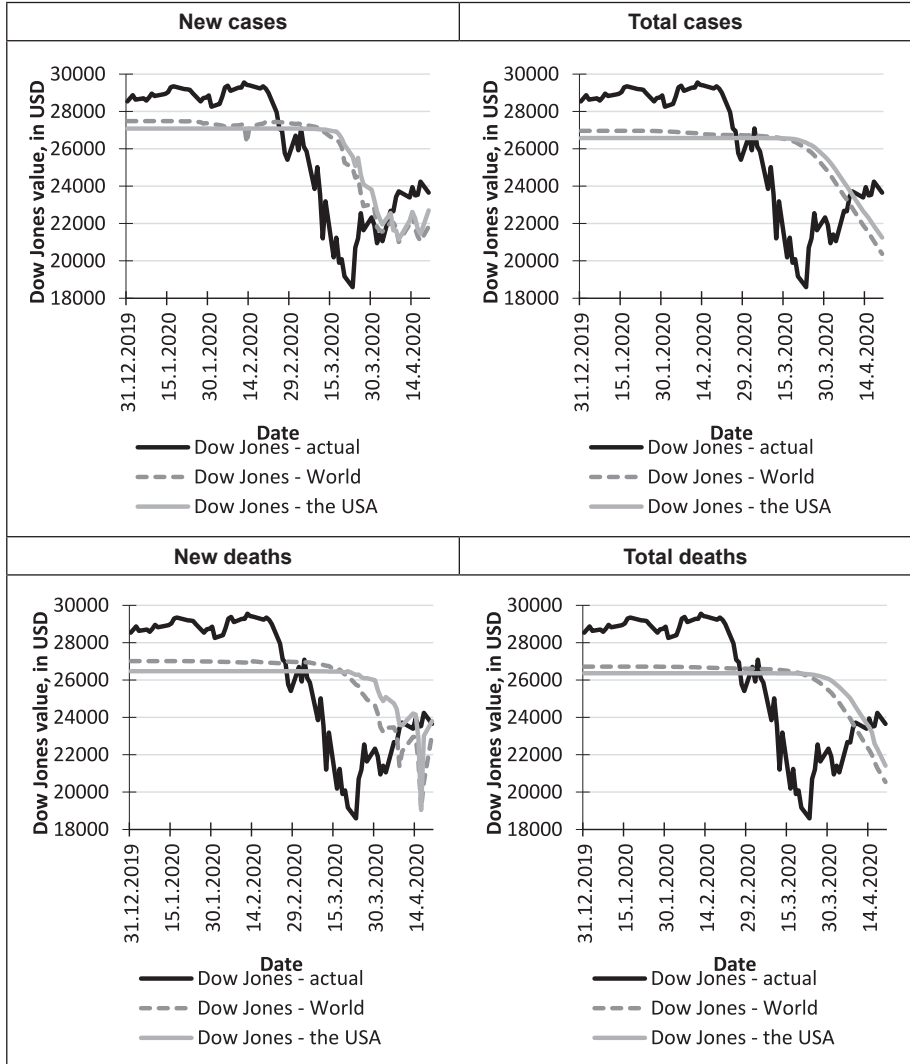 New cases
Total cases
Dow Jones value, in USD
30000
28000
26000
24000
22000
20000
18000
31.12.2019
15.1.2020
30.1.2020
14.2.2020
29.2.2020
15.3.2020
30.3.2020
14.4.2020
Date
Dow Jones - actual
Dow Jones - World
Dow Jones - the USA
Dow Jones value, in USD
30000
28000
26000
24000
22000
20000
18000
31.12.2019
15.1.2020
30.1.2020
14.2.2020
29.2.2020
15.3.2020
30.3.2020
14.4.2020
Date
Dow Jones - actual
Dow Jones - World
Dow Jones - the USA
New deaths
Total deaths
Dow Jones value, in USD
30000
28000
26000
24000
22000
20000
18000
31.12.2019
15.1.2020
30.1.2020
14.2.2020
29.2.2020
15.3.2020
30.3.2020
14.4.2020
Date
Dow Jones - actual
Dow Jones - World
Dow Jones - the USA
Dow Jones value, in USD
30000
28000
26000
24000
22000
20000
18000
31.12.2019
15.1.2020
30.1.2020
14.2.2020
29.2.2020
15.3.2020
30.3.2020
14.4.2020
Date
Dow Jones - actual
Dow Jones - World
Dow Jones - the USA